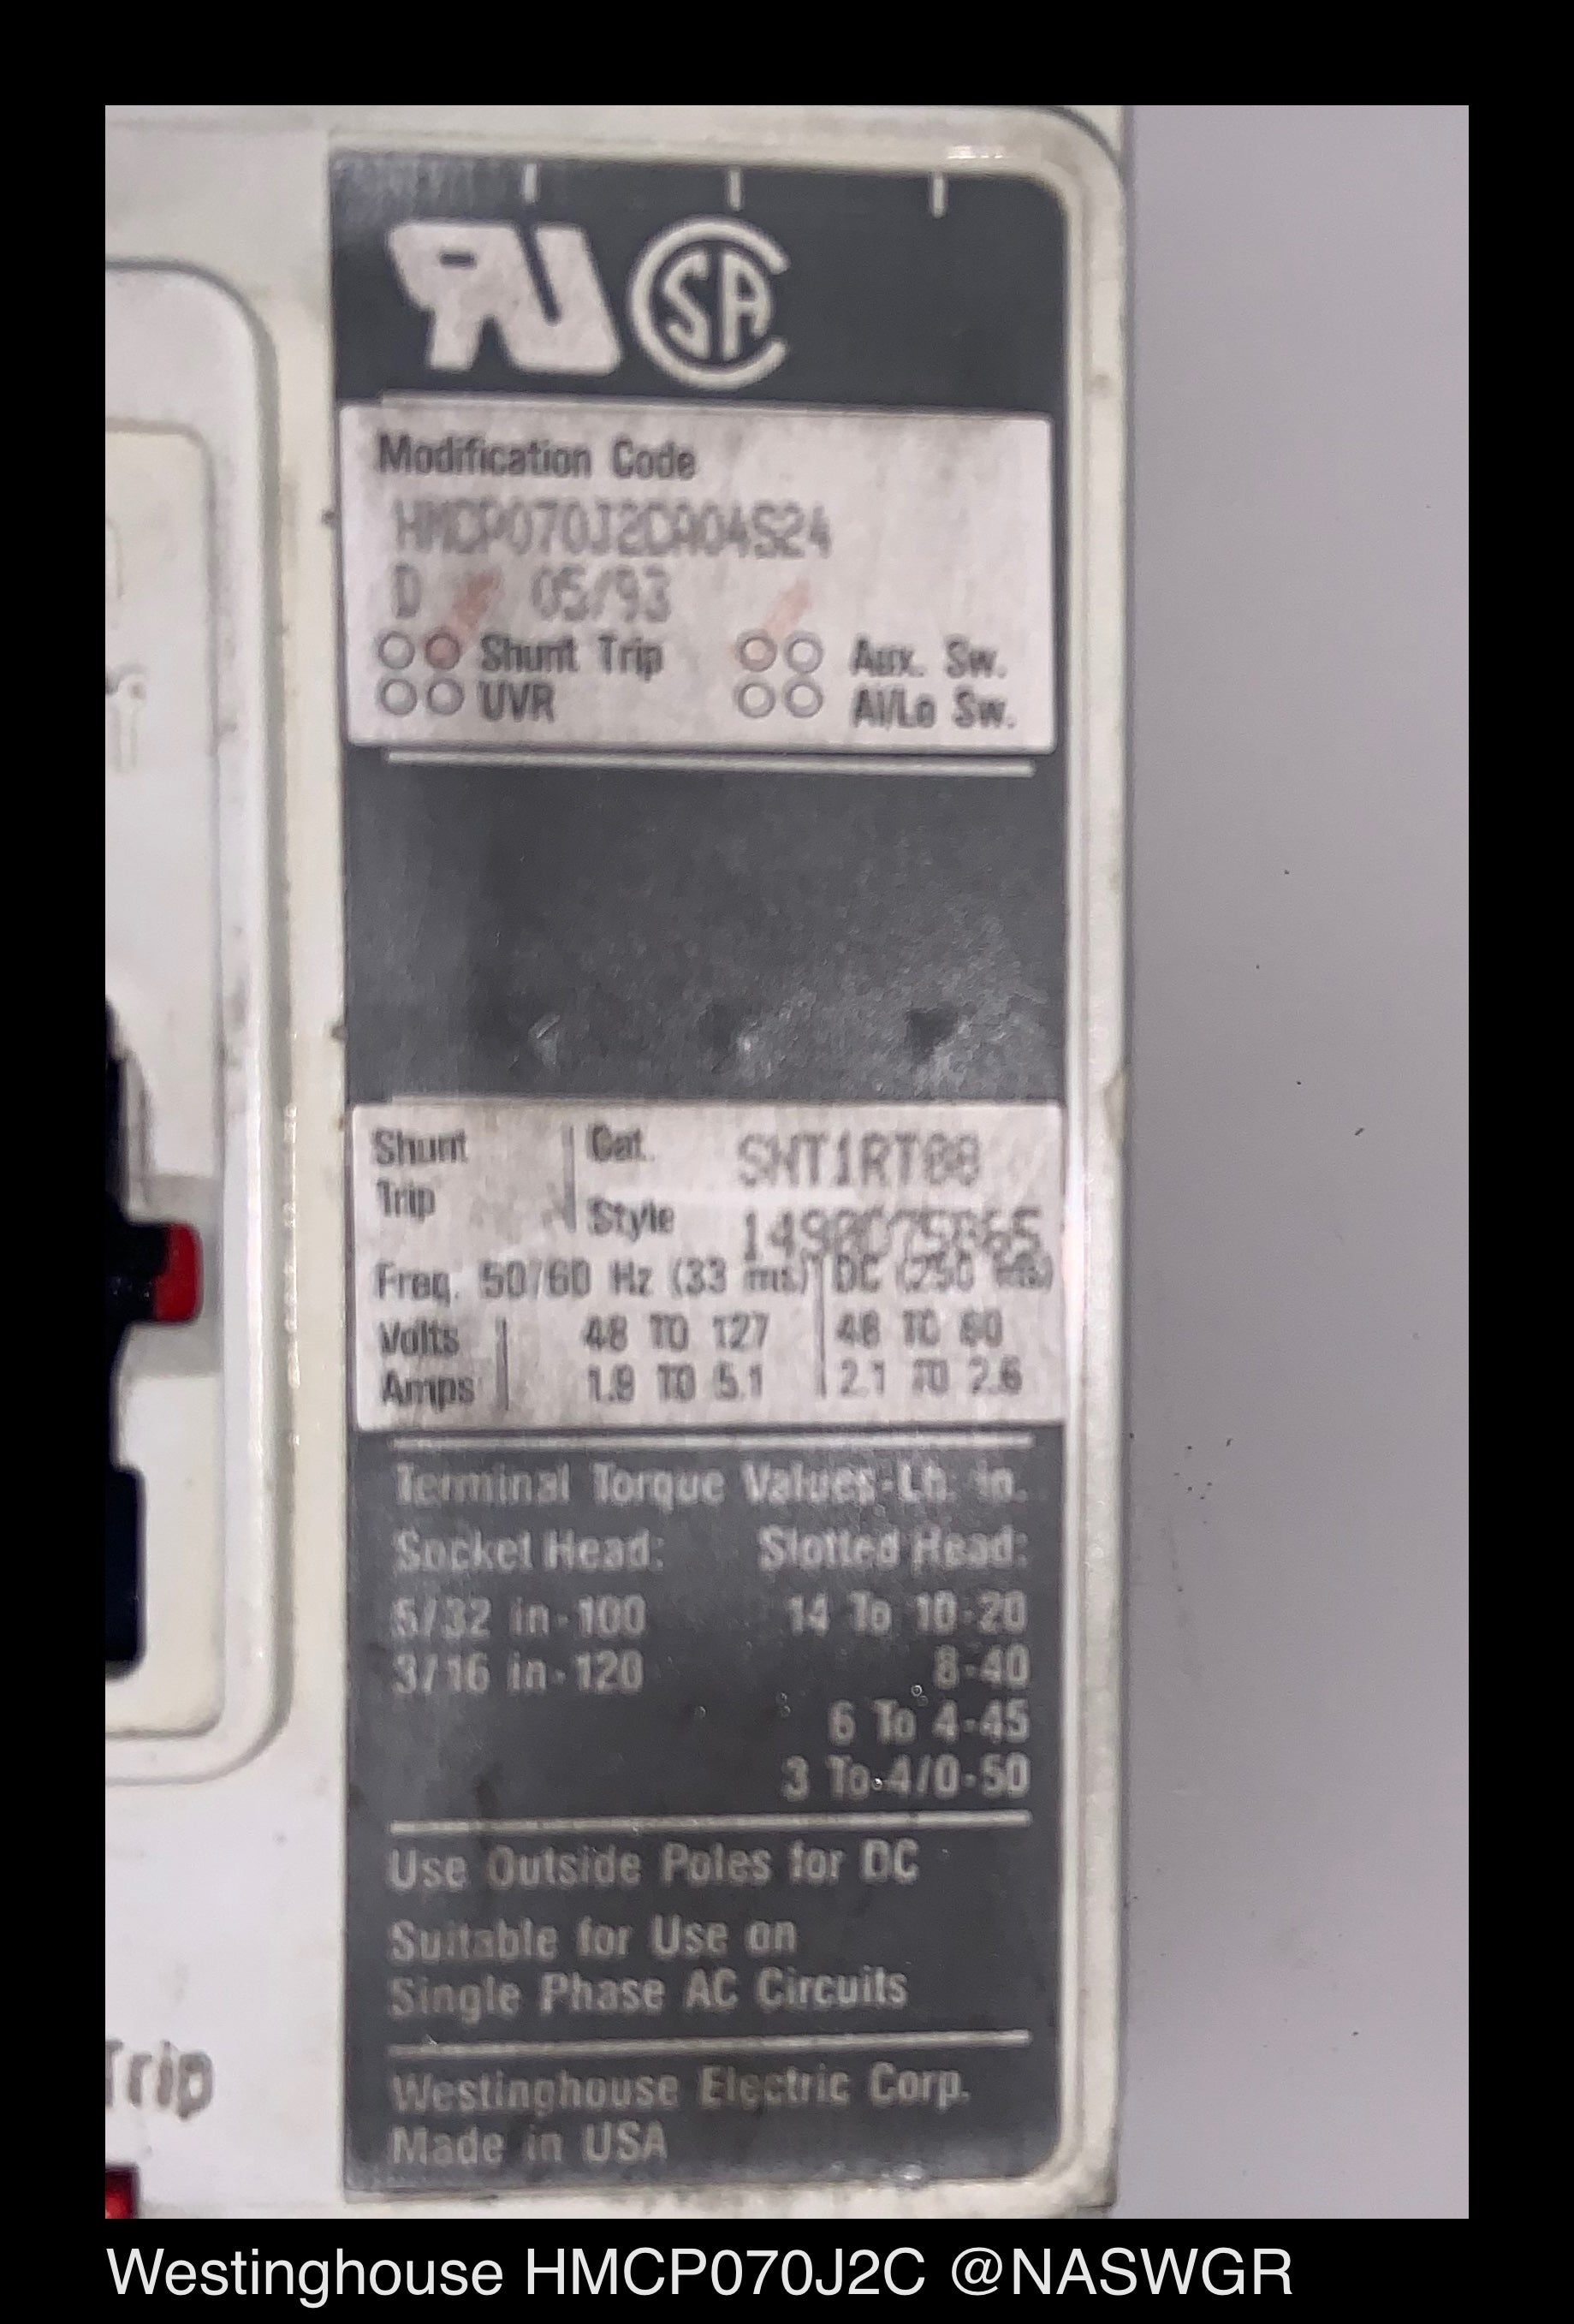 SA
Modification Code
HMCP070J2CA04S24
D 05/93
Shunt Trip Aux. Sw.
UVR Al/Lo Sw.
Shunt Trip Cat. SNT1RT08
Style
Freq. 50/60 Hz (33 ms) DC (250 ms)
Volts 48 TO 127 48 TO 60
Amps 1.9 TO 5.1 2.1 TO 2.6
Terminal Torque Values-Lb. in.
Socket Head: Slotted Head:
5/32 in-100 14 To 10-20
3/16 in-120 8-40
6 To 4-45
3 To 4/0-50
Use Outside Poles for DC
Suitable for Use on
Single Phase AC Circuits
Westinghouse Electric Corp.
Made in USA
Trip
Westinghouse HMCP070J2C @NASWGR